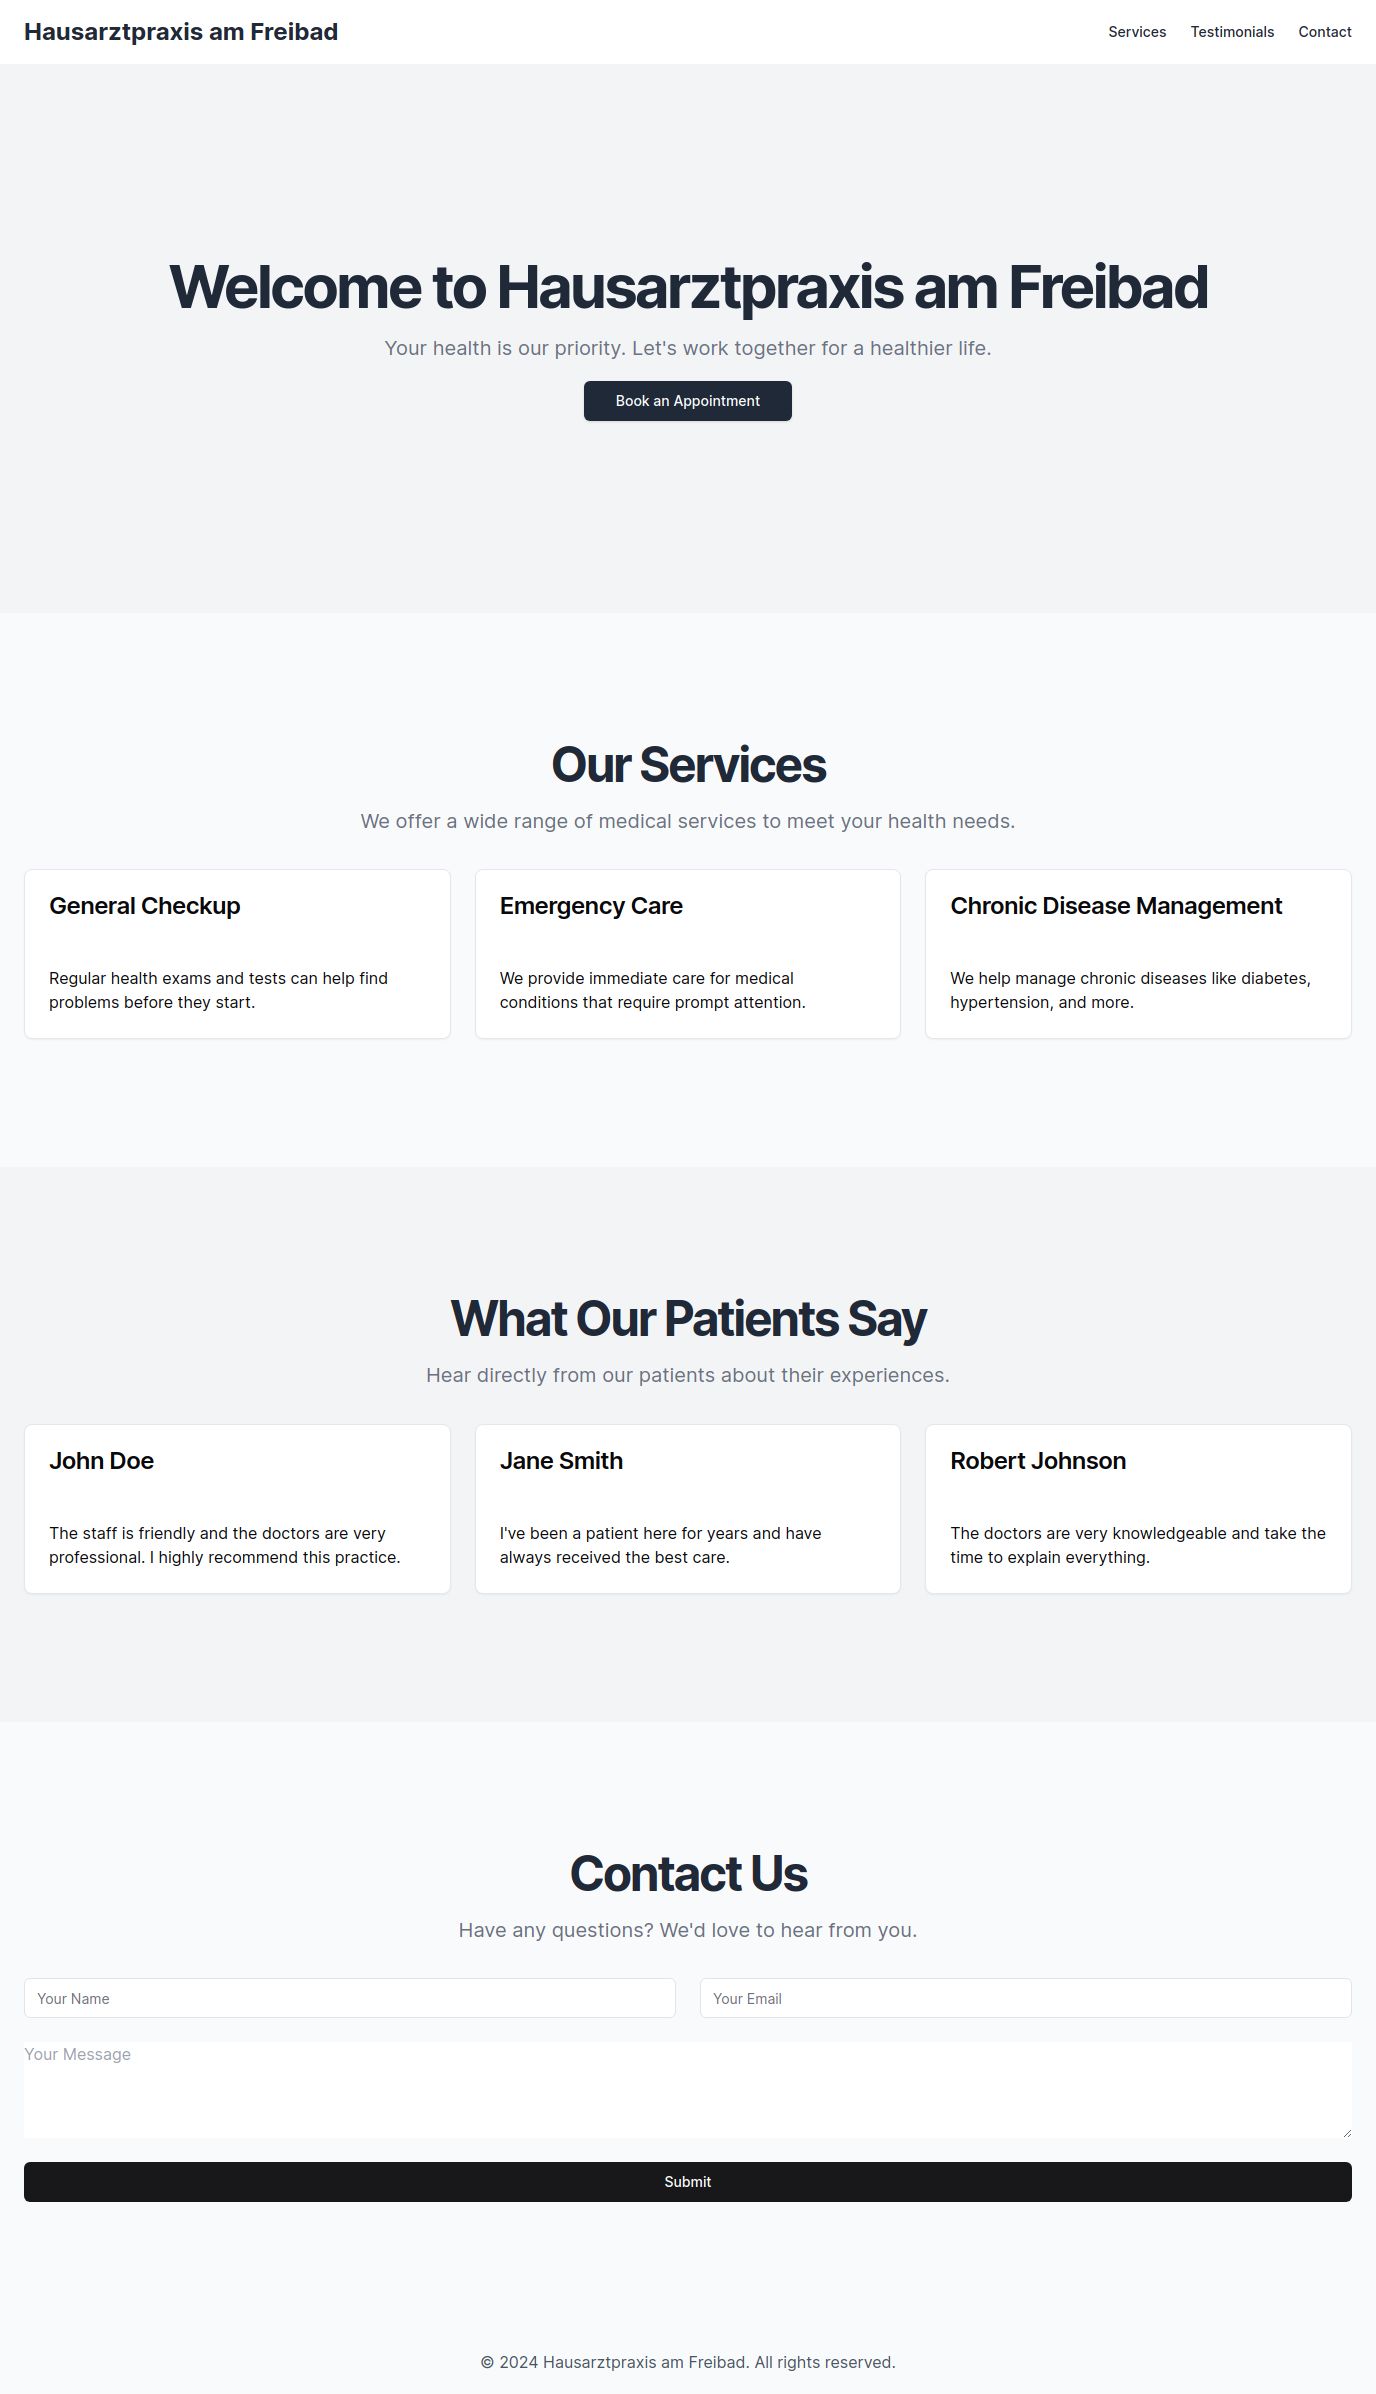 Hausarztpraxis am Freibad
Services
Testimonials
Contact
Welcome to Hausarztpraxis am Freibad
Your health is our priority. Let's work together for a healthier life.
Book an Appointment
Our Services
We offer a wide range of medical services to meet your health needs.
General Checkup
Regular health exams and tests can help find
problems before they start.
Emergency Care
We provide immediate care for medical
conditions that require prompt attention.
Chronic Disease Management
We help manage chronic diseases like diabetes,
hypertension, and more.
What Our Patients Say
Hear directly from our patients about their experiences.
John Doe
The staff is friendly and the doctors are very
professional. I highly recommend this practice.
Jane Smith
I've been a patient here for years and have
always received the best care.
Robert Johnson
The doctors are very knowledgeable and take the
time to explain everything.
Contact Us
Have any questions? We'd love to hear from you.
Your Name
Your Email
Your Message
Submit
© 2024 Hausarztpraxis am Freibad. All rights reserved.